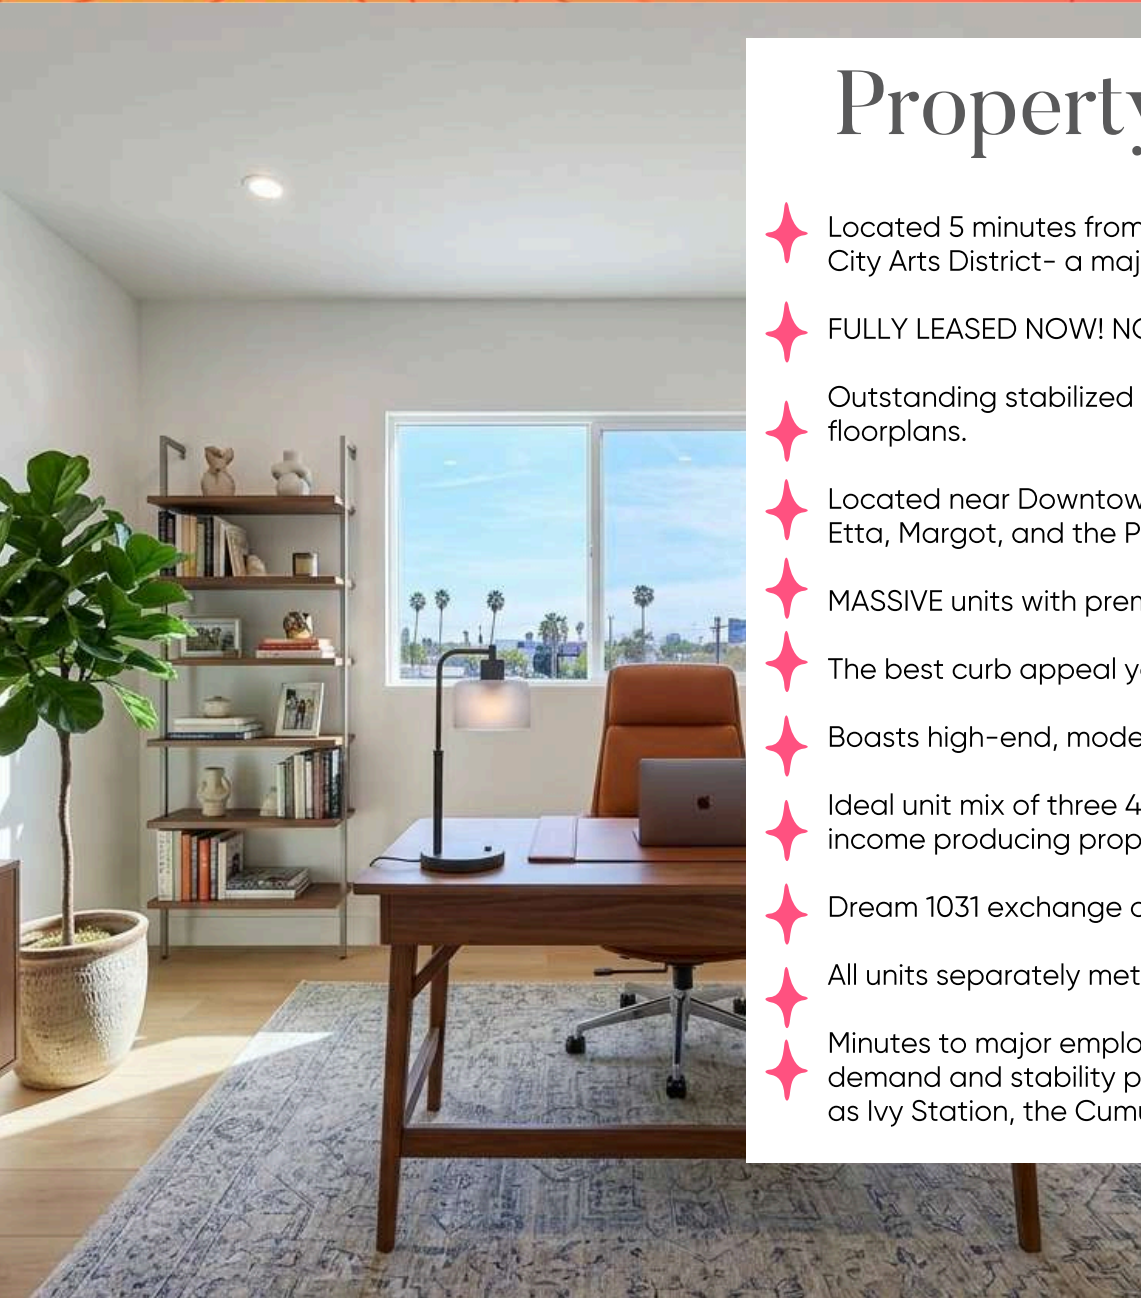 Property
Located 5 minutes from
City Arts District- a maj
FULLY LEASED NOW! NO
Outstanding stabilized
floorplans.
Located near Downtow
Etta, Margot, and the P
MASSIVE units with prem
The best curb appeal yo
Boasts high-end, mode
Ideal unit mix of three 4
income producing prop
Dream 1031 exchange
All units separately met
Minutes to major emplo
demand and stability p
as Ivy Station, the Cumu